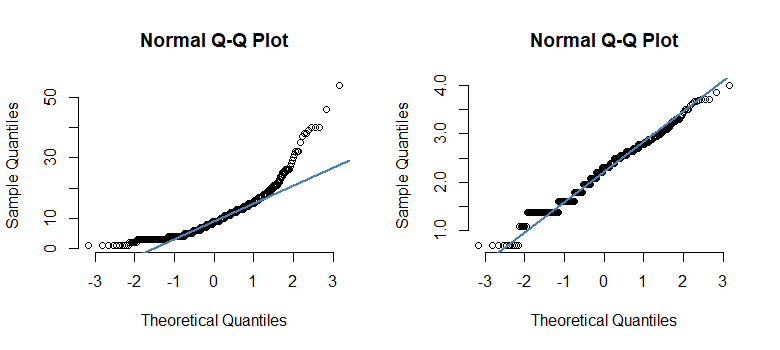 Normal Q-Q Plot
Sample Quantiles
50
30
10
0
-3 -2 -1 0 1 2 3
Theoretical Quantiles
Normal Q-Q Plot
Sample Quantiles
4.0
3.0
2.0
1.0
-3 -2 -1 0 1 2 3
Theoretical Quantiles